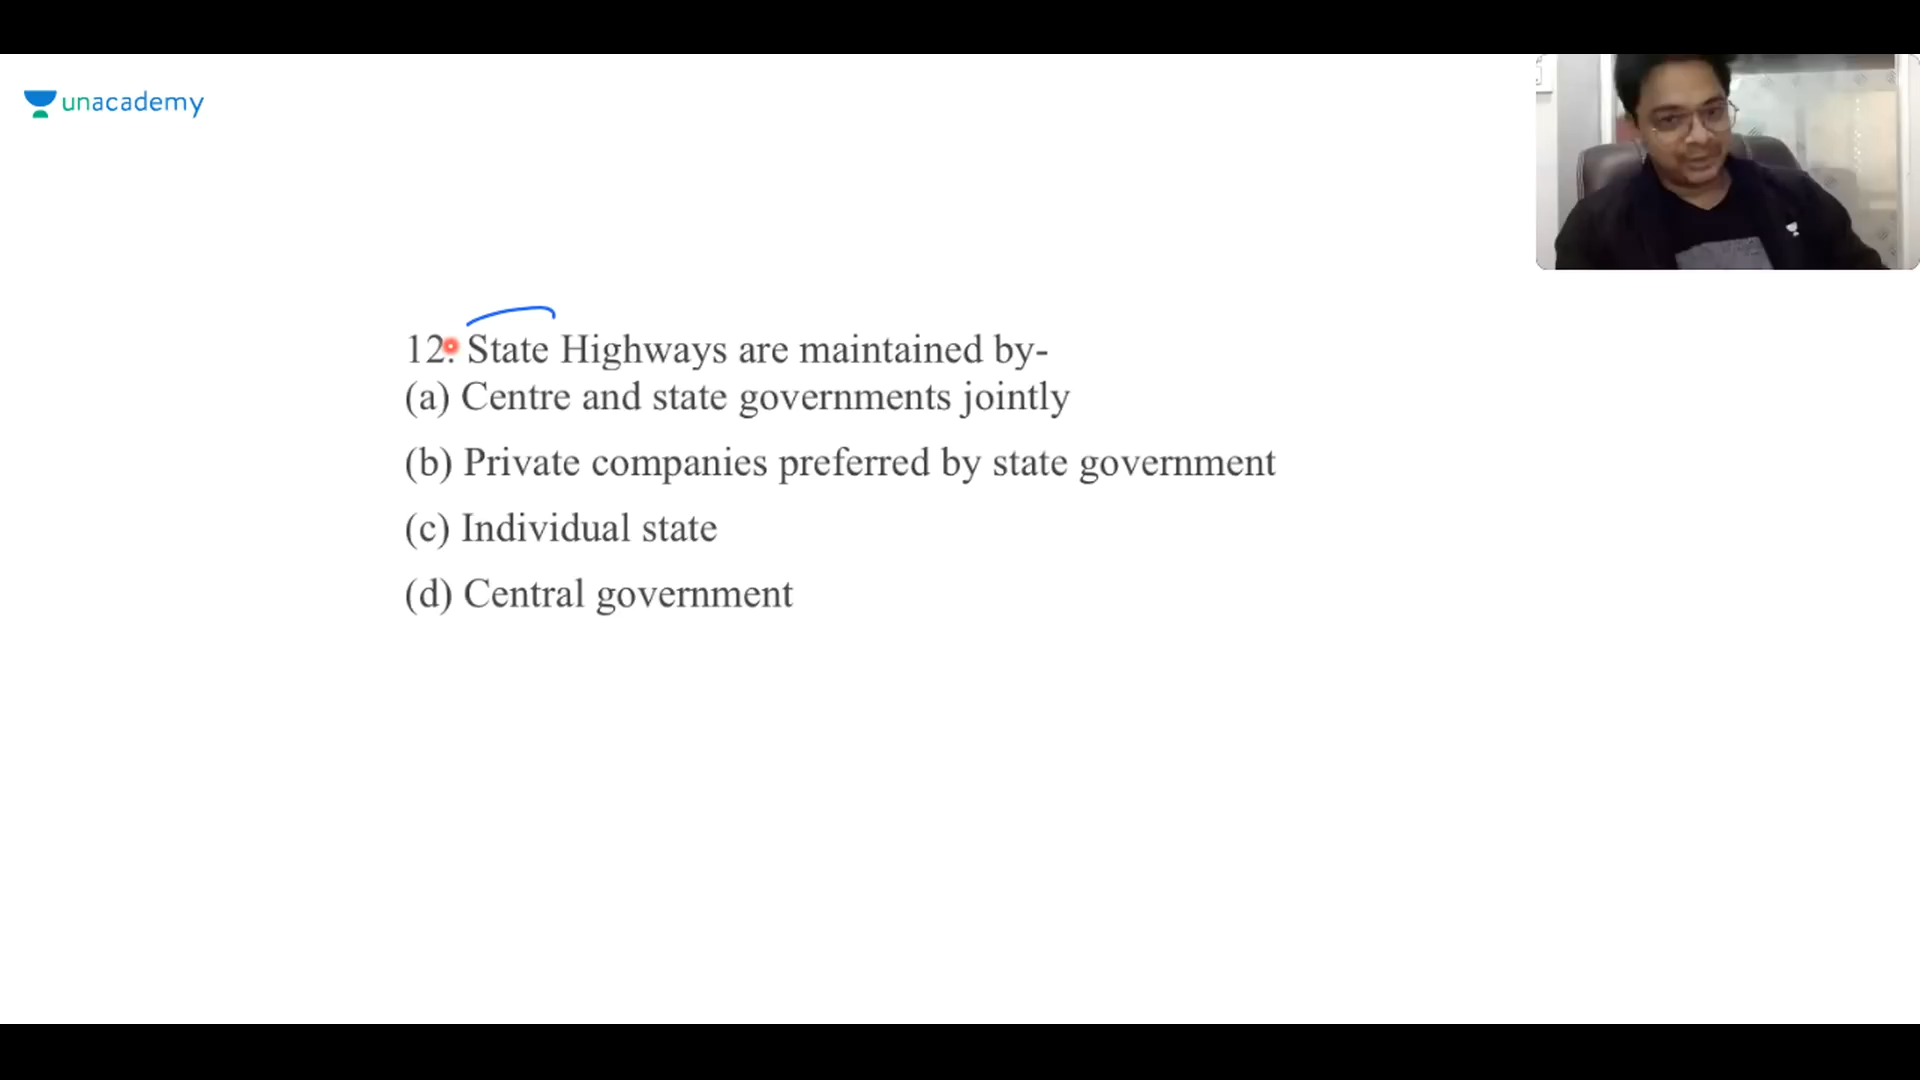 unacademy
12. State Highways are maintained by-
(a) Centre and state governments jointly
(b) Private companies preferred by state government
(c) Individual state
(d) Central government